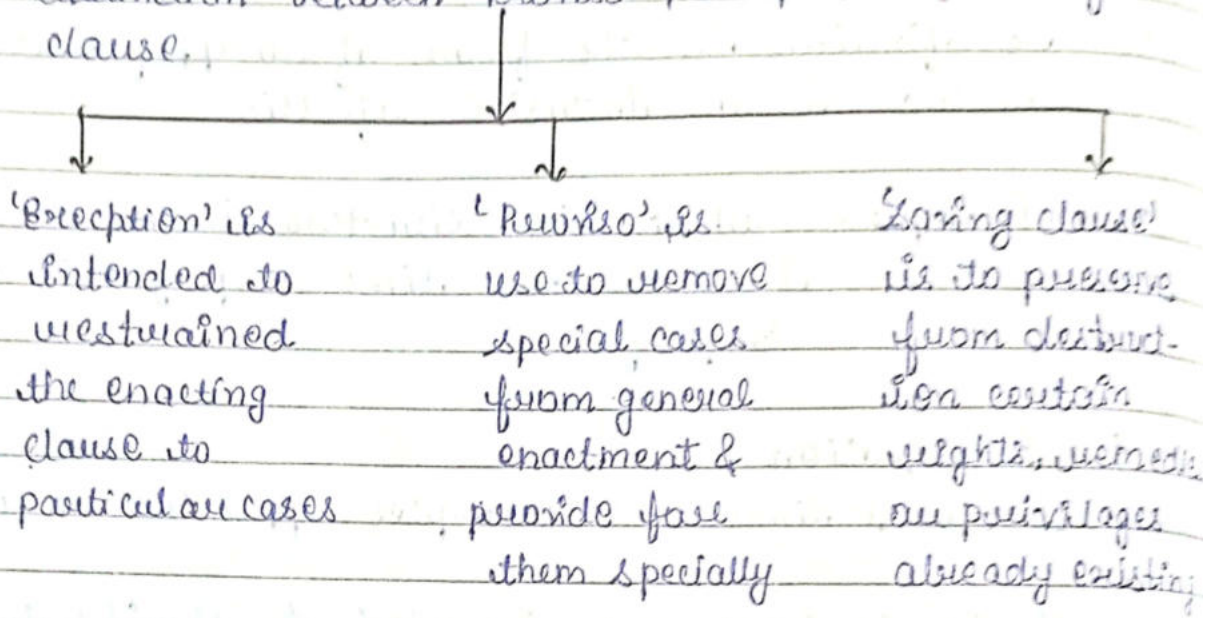 between
clause.
'Exception' is
intended to
restrained
the enacting
clause to
particular cases
'Proviso' is
use to remove
special cases
from general
enactment &
provide for
them specially
'Saving clause'
is to preserve
from destruct-
ion certain
rights,
or privilages
already existing